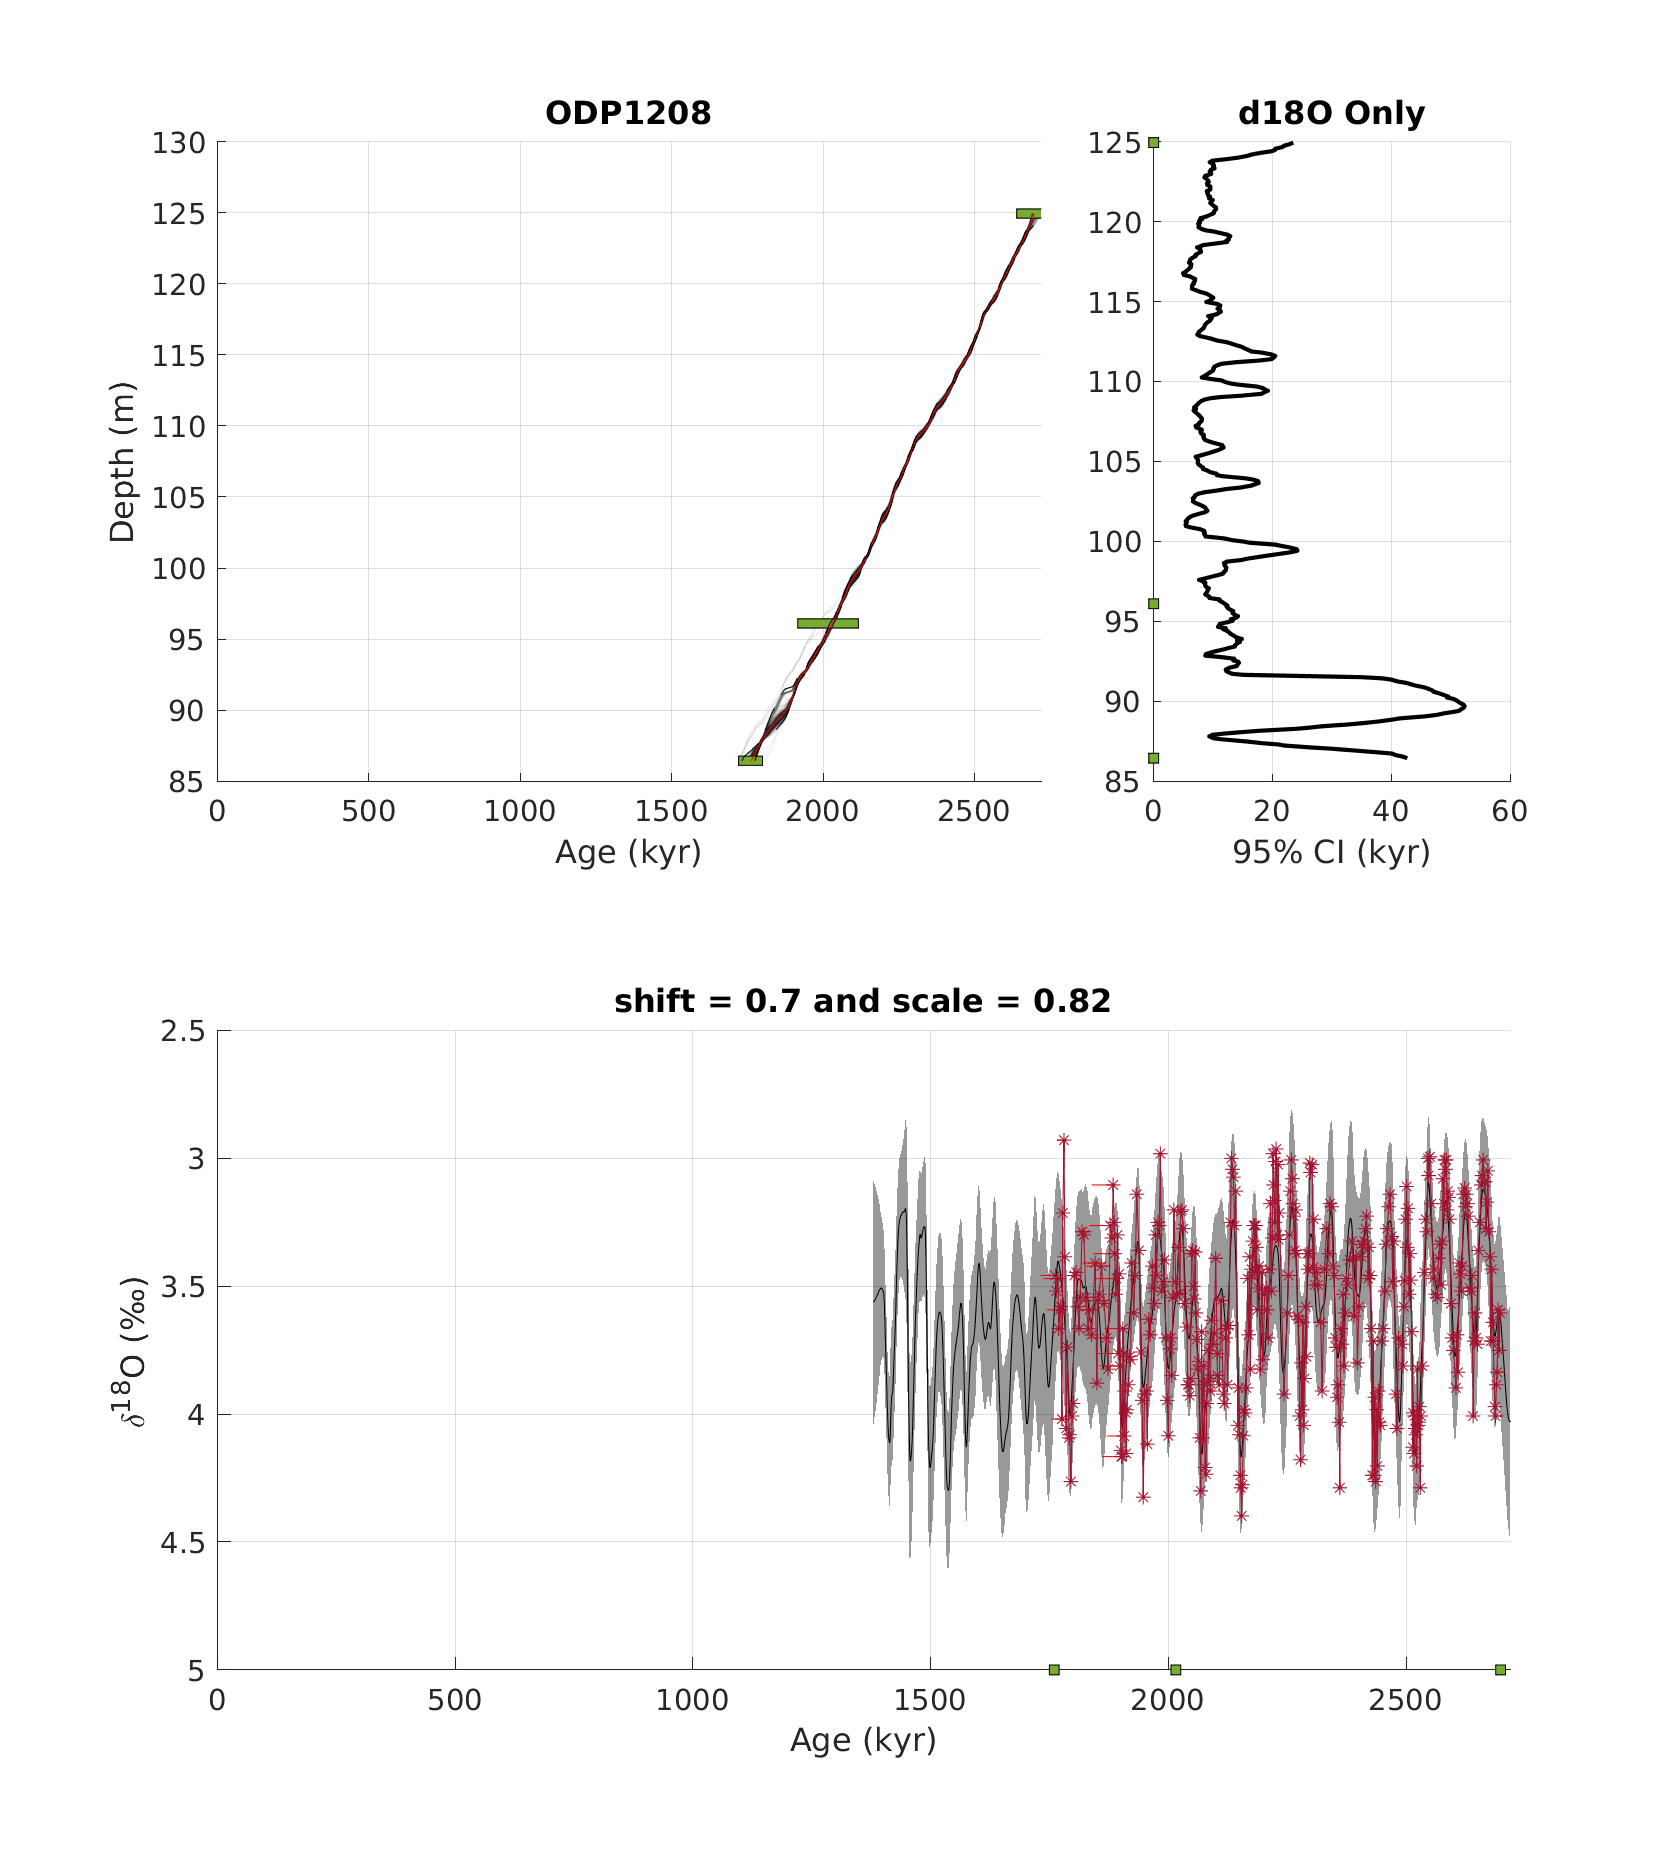 ODP1208
130
125
120
115
110
105
100
95
90
85
Depth (m)
0 500 1000 1500 2000 2500
Age (kyr)
d18O Only
125
120
115
110
105
100
95
90
85
0 20 40 60
95% CI (kyr)
shift = 0.7 and scale = 0.82
2.5
3
3.5
4
4.5
5
δ18O (‰)
0 500 1000 1500 2000 2500
Age (kyr)